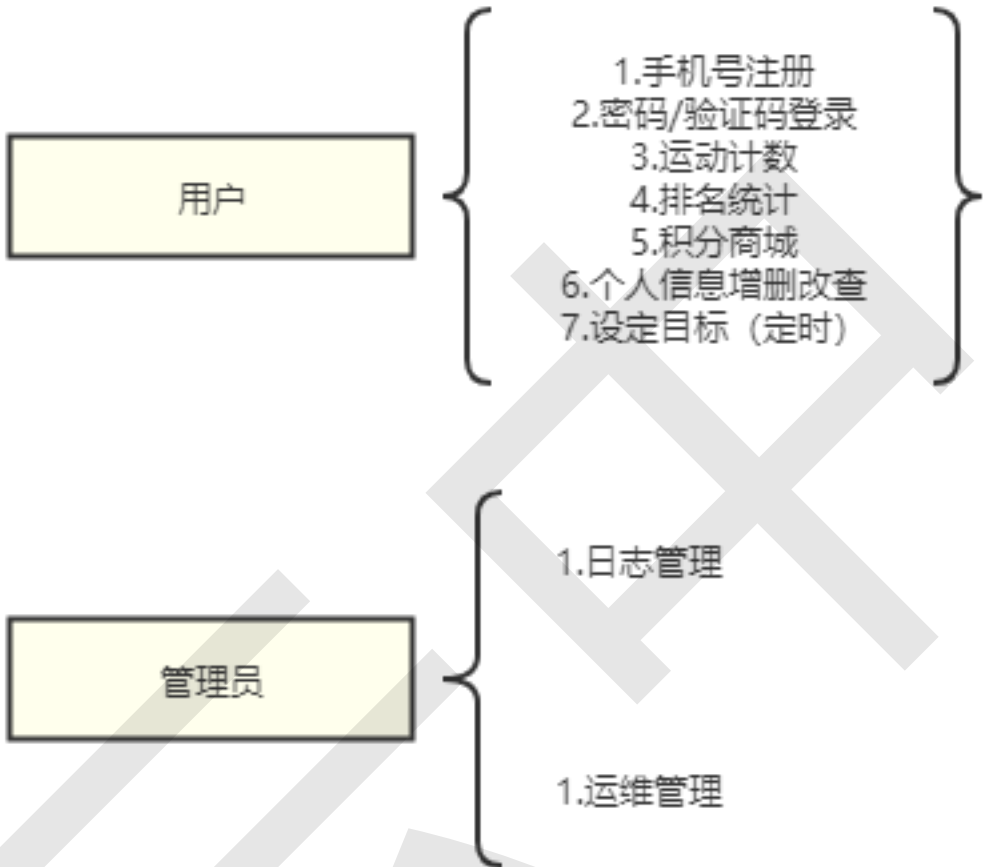 用户
1.手机号注册
2.密码/验证码登录
3.运动计数
4.排名统计
5.积分商城
6.个人信息增删改查
7.设定目标（定时）
管理员
1.日志管理
1.运维管理